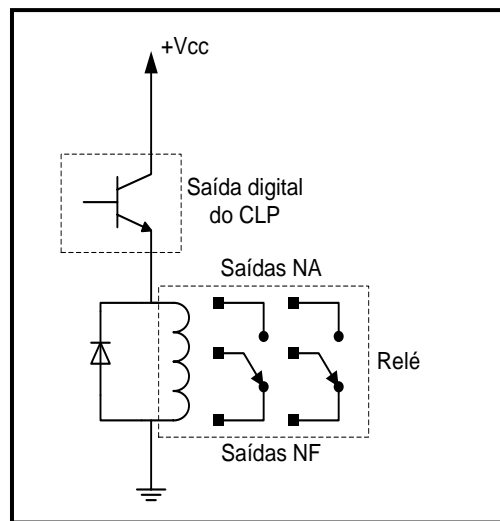 +Vcc
Saída digital
do CLP
Saídas NA
Relé
Saídas NF